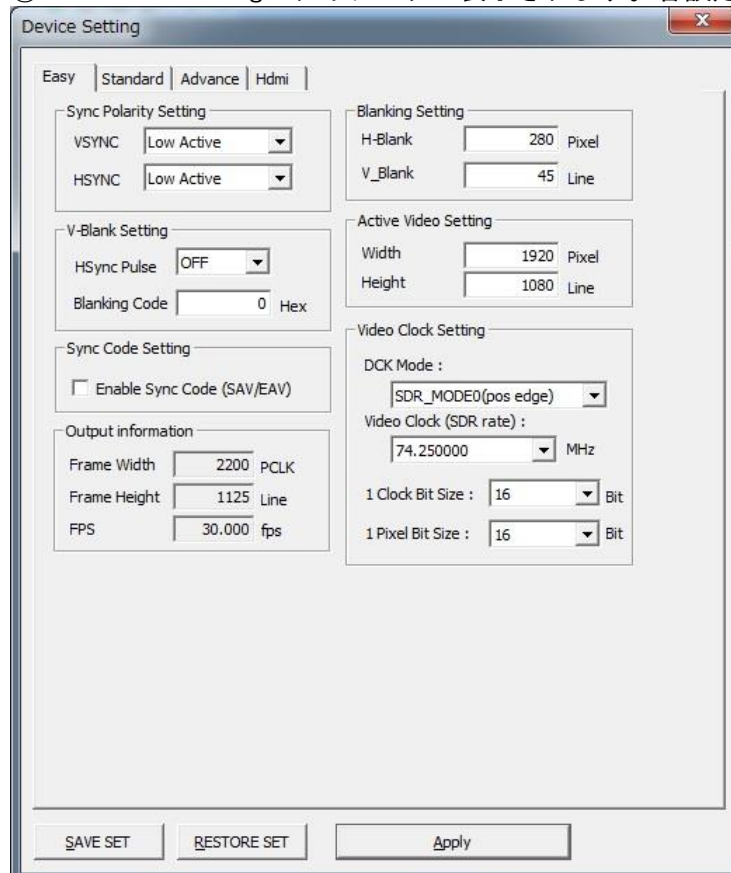 Device Setting
Easy Standard Advance Hdmi
Sync Polarity Setting
VSYNC Low Active
HSYNC Low Active
V-Blank Setting
HSync Pulse OFF
Blanking Code 0 Hex
Sync Code Setting
Enable Sync Code (SAV/EAV)
Output information
Frame Width 2200 PCLK
Frame Height 1125 Line
FPS 30.000 fps
Blanking Setting
H-Blank 280 Pixel
V_Blank 45 Line
Active Video Setting
Width 1920 Pixel
Height 1080 Line
Video Clock Setting
DCK Mode :
SDR_MODE0(pos edge)
Video Clock (SDR rate) :
74.250000 MHz
1 Clock Bit Size : 16 Bit
1 Pixel Bit Size : 16 Bit
SAVE SET RESTORE SET Apply